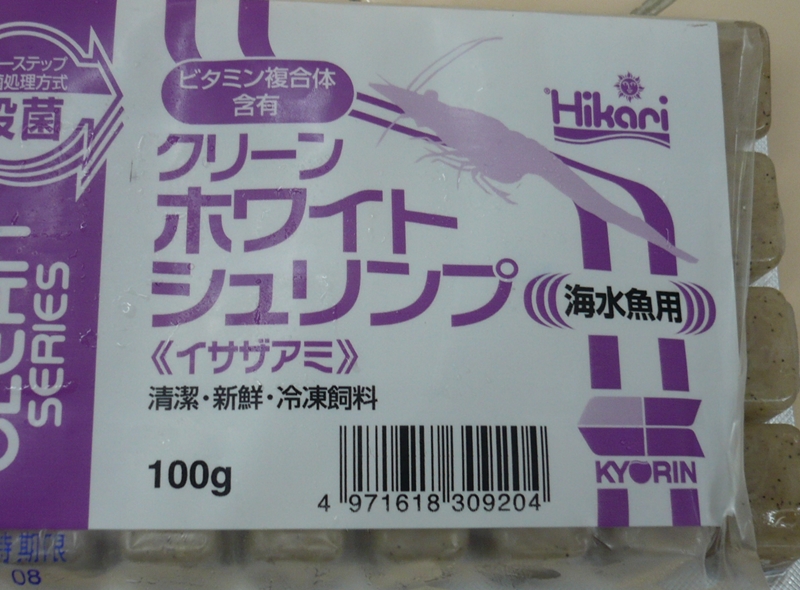 ーステップ
処理方式
殺菌
SERIES
ビタミン複合体
含有
クリーン
ホワイト
シュリンプ
《イサザアミ》
清潔・新鮮・冷凍飼料
100g
4 971618 309204
Hikari
海水魚用
KYORIN
期限
08